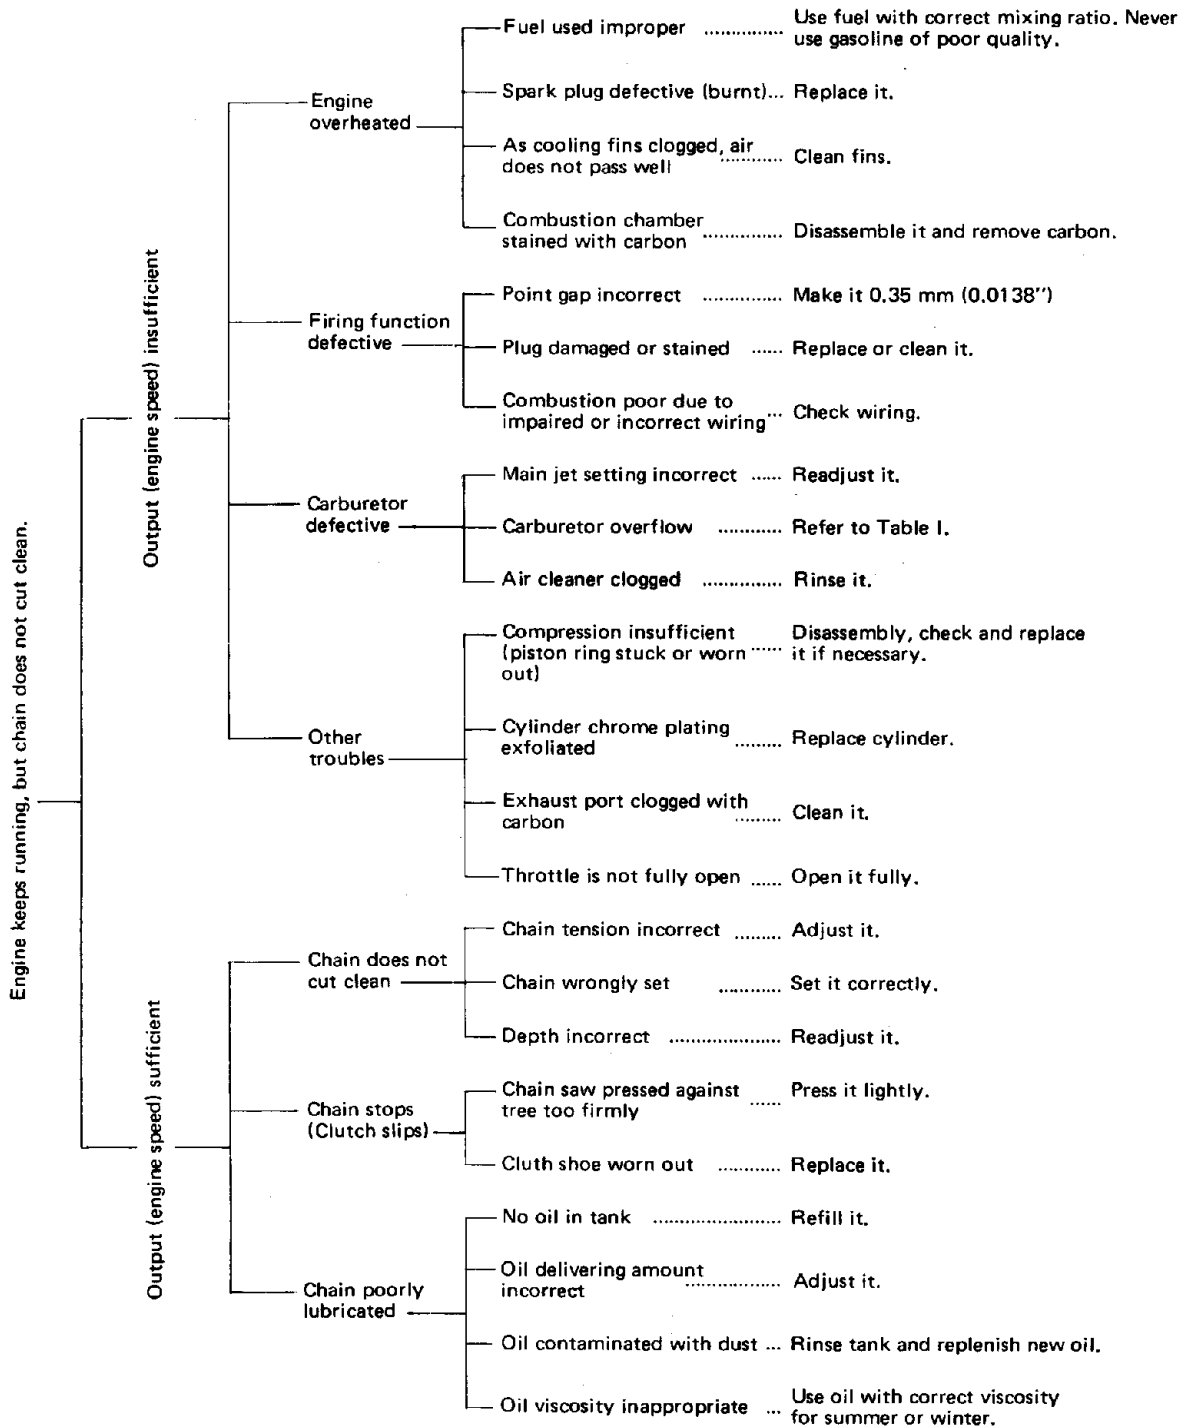 Engine keeps running, but chain does not cut clean.
Output (engine speed) insufficient
Engine
overheated
Fuel used improper ............... Use fuel with correct mixing ratio. Never
use gasoline of poor quality.
Spark plug defective (burnt)... Replace it.
As cooling fins clogged, air
does not pass well ............ Clean fins.
Combustion chamber
stained with carbon ............... Disassemble it and remove carbon.
Firing function
defective
Point gap incorrect ............... Make it 0.35 mm (0.0138'')
Plug damaged or stained ...... Replace or clean it.
Combustion poor due to
impaired or incorrect wiring ... Check wiring.
Carburetor
defective
Main jet setting incorrect ...... Readjust it.
Carburetor overflow ............ Refer to Table I.
Air cleaner clogged ............... Rinse it.
Other
troubles
Compression insufficient
(piston ring stuck or worn
out) ...... Disassembly, check and replace
it if necessary.
Cylinder chrome plating
exfoliated ......... Replace cylinder.
Exhaust port clogged with
carbon ......... Clean it.
Throttle is not fully open ...... Open it fully.
Output (engine speed) sufficient
Chain does not
cut clean
Chain tension incorrect ......... Adjust it.
Chain wrongly set ............ Set it correctly.
Depth incorrect ..................... Readjust it.
Chain stops
(Clutch slips)
Chain saw pressed against
tree too firmly ...... Press it lightly.
Cluth shoe worn out ............ Replace it.
Chain poorly
lubricated
No oil in tank ........................ Refill it.
Oil delivering amount
incorrect .................. Adjust it.
Oil contaminated with dust ... Rinse tank and replenish new oil.
Oil viscosity inappropriate ... Use oil with correct viscosity
for summer or winter.